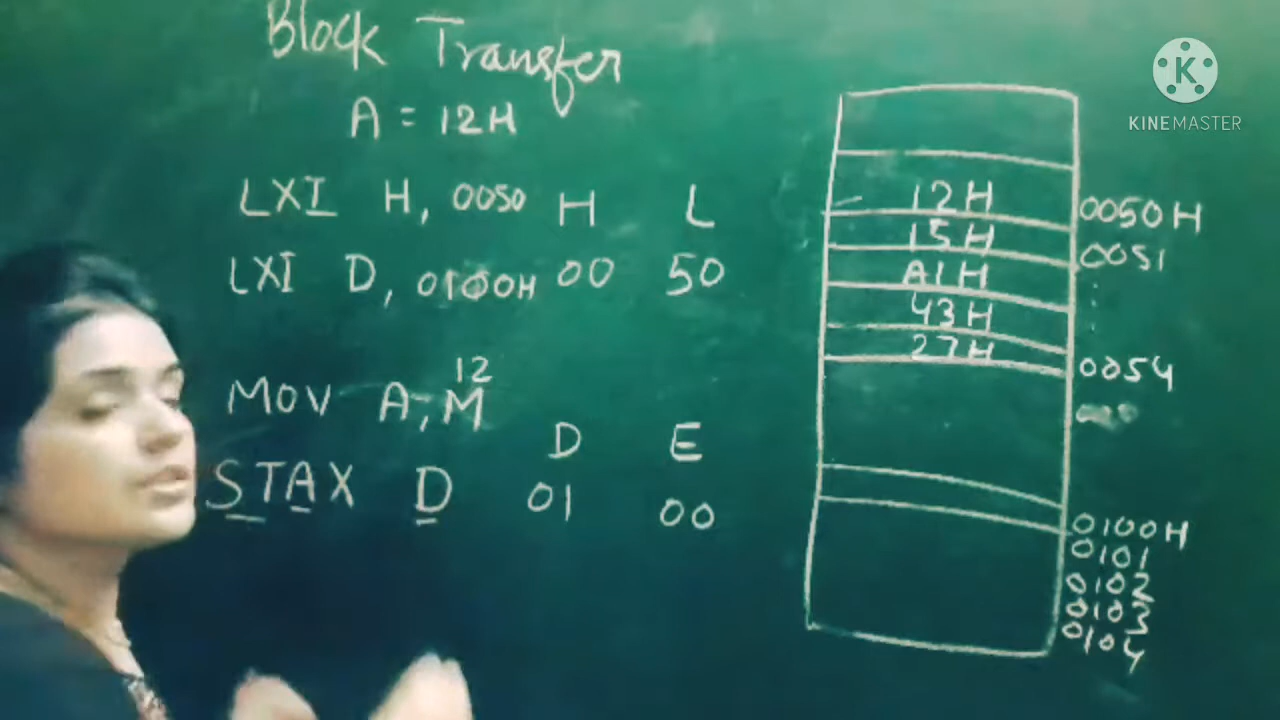 Block Transfer
A = 12H
LXI H, 0050 H L
LXI D, 0100H 00 50
MOV A, M 12
D E
STAX D 01 00
12H 0050H
15H 0051
A1H
43H
27H 0054
0100H
0101
0102
0103
0104
K
KINEMASTER